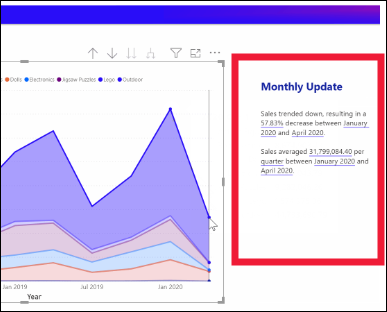 Dolls Electronics Jigsaw Puzzles Lego Outdoor
Monthly Update
Sales trended down, resulting in a
57.83% decrease between January
2020 and April 2020.
Sales averaged 31,799,084.40 per
quarter between January 2020 and
April 2020.
Jan 2019 Jul 2019 Jan 2020
Year